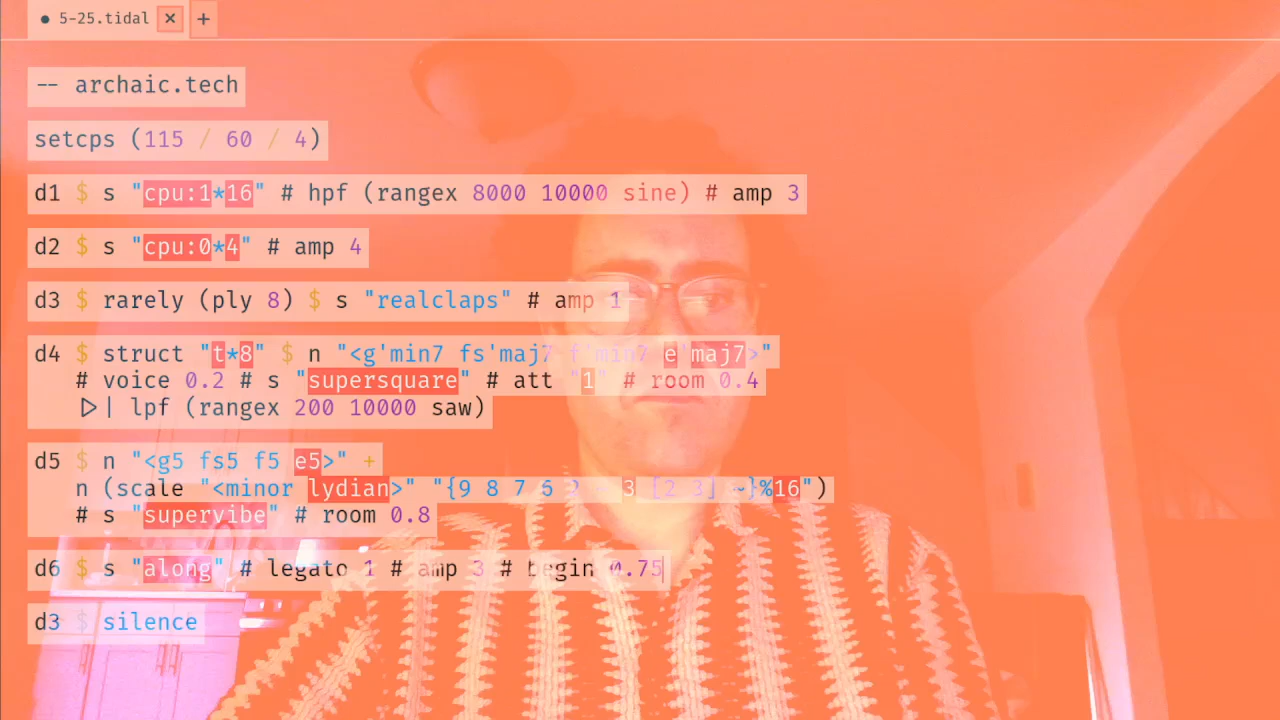 ● 5-25.tidal ✕ +
-- archaic.tech
setcps (115 / 60 / 4)
d1 $ s "cpu:1*16" # hpf (rangex 8000 10000 sine) # amp 3
d2 $ s "cpu:0*4" # amp 4
d3 $ rarely (ply 8) $ s "realclaps" # amp 1
d4 $ struct "t*8" $ n "<g'min7 fs'maj7 f'min7 e'maj7>"
# voice 0.2 # s "supersquare" # att "1" # room 0.4
|> | lpf (rangex 200 10000 saw)
d5 $ n "<g5 fs5 f5 e5>" +
n (scale "<minor lydian>" "{9 8 7 6 3 [2 3] ~}%16")
# s "supervibe" # room 0.8
d6 $ s "along" # legato 1 # amp 3 # begin 0.75
d3 $ silence